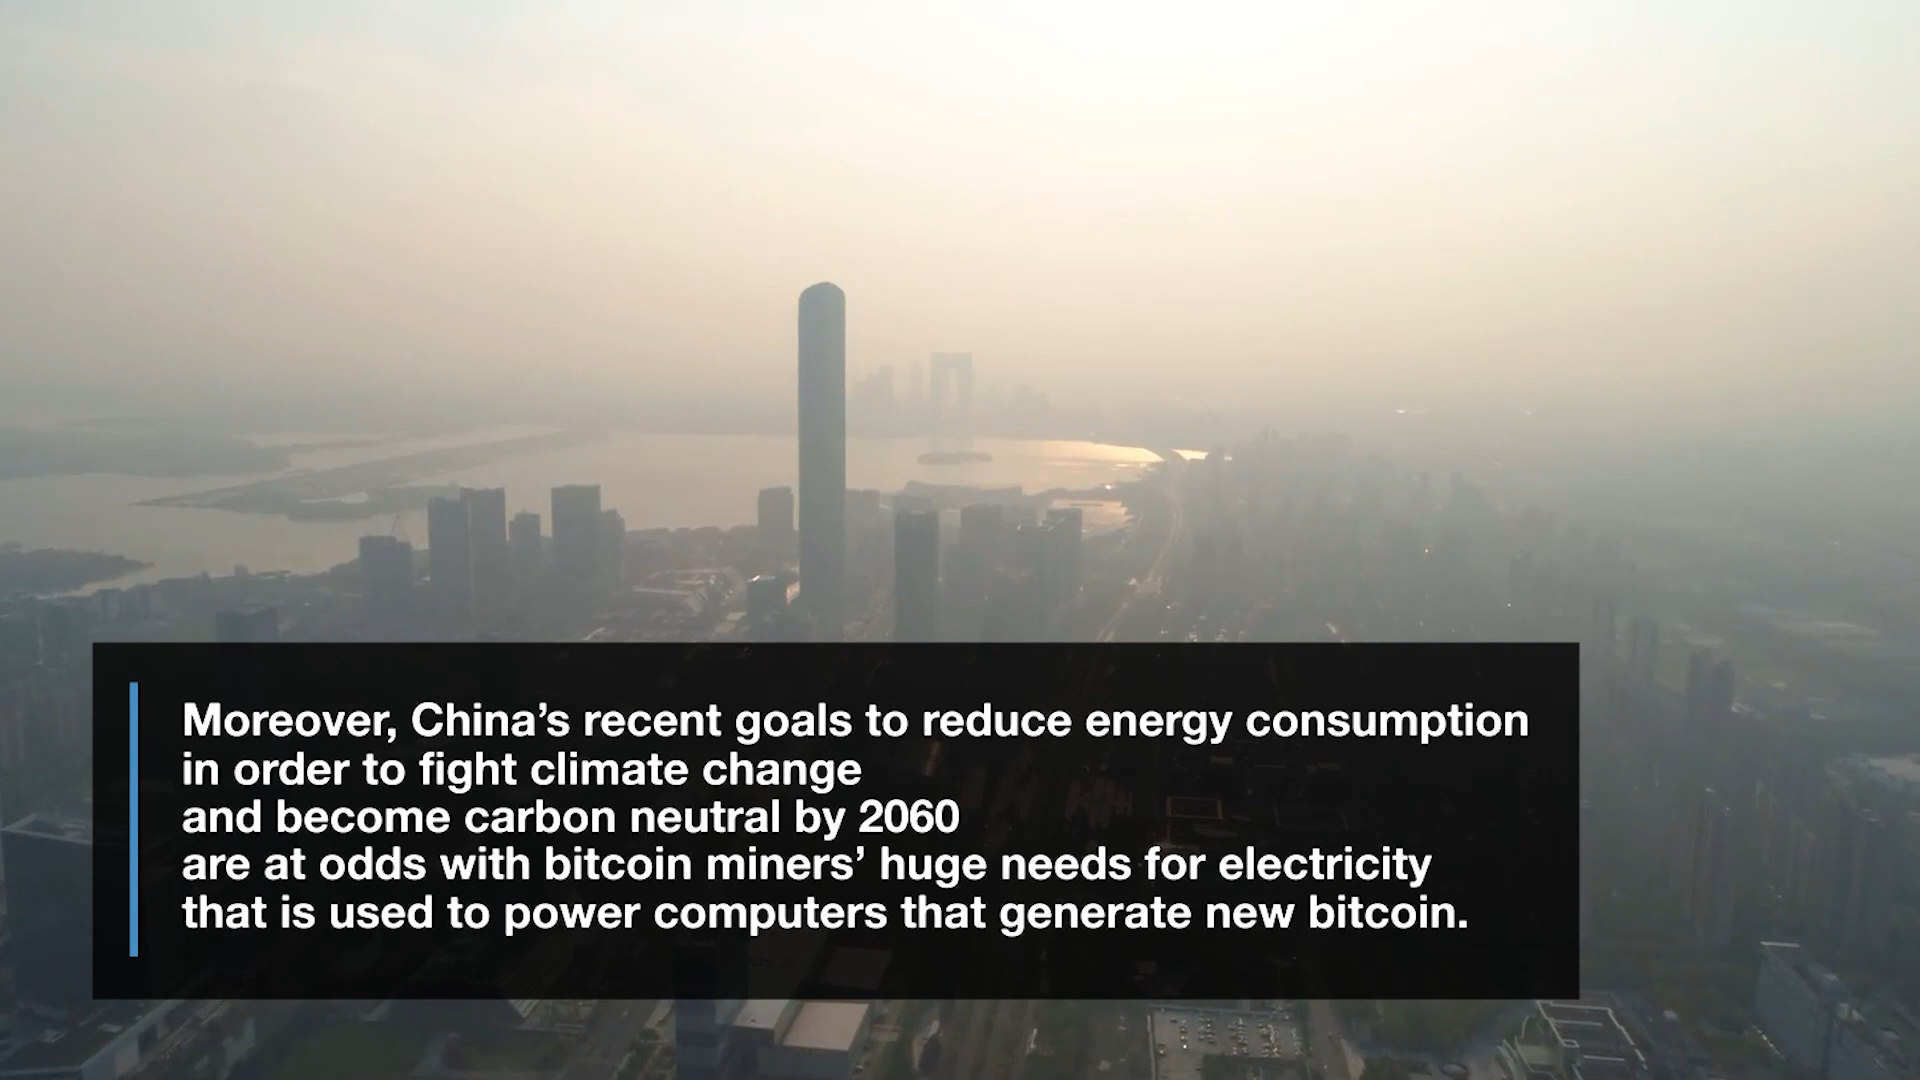 Moreover, China’s recent goals to reduce energy consumption
in order to fight climate change
and become carbon neutral by 2060
are at odds with bitcoin miners’ huge needs for electricity
that is used to power computers that generate new bitcoin.